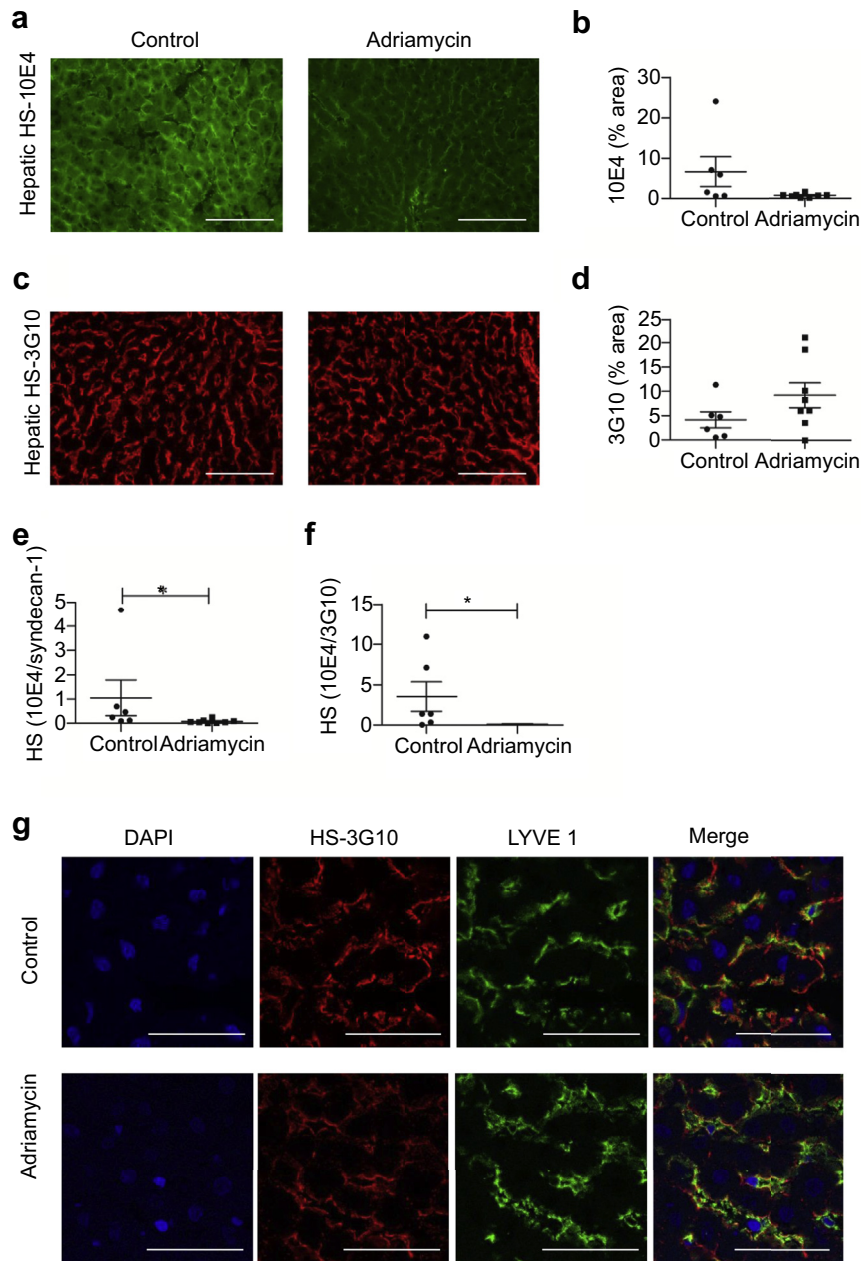 a
Control Adriamycin
Hepatic HS-10E4
b
10E4 (% area)
30
20
10
0
Control Adriamycin
c
Hepatic HS-3G10
d
3G10 (% area)
25
20
15
10
5
0
Control Adriamycin
e
HS (10E4/syndecan-1)
5
4
3
2
1
0
*
Control Adriamycin
f
HS (10E4/3G10)
15
10
5
0
*
Control Adriamycin
g
DAPI HS-3G10 LYVE 1 Merge
Control
Adriamycin